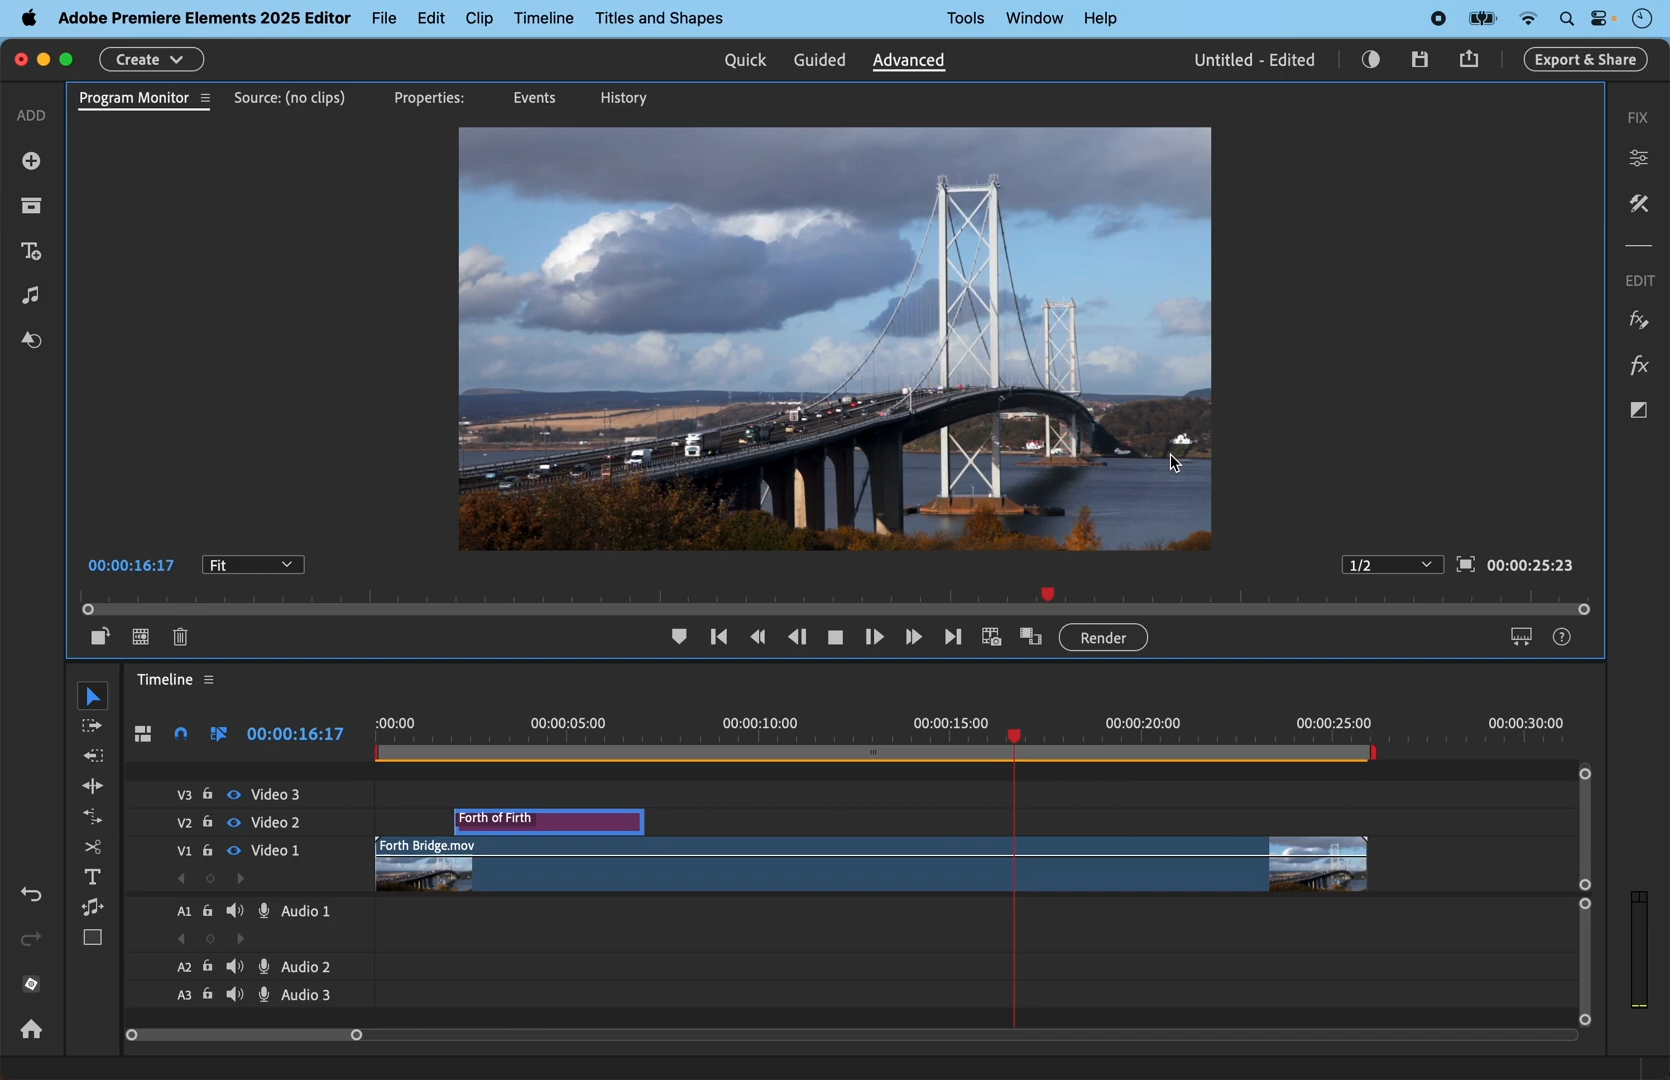 Adobe Premiere Elements 2025 Editor File Edit Clip Timeline Titles and Shapes Tools Window Help
Create Quick Guided Advanced Untitled - Edited Export & Share
Program Monitor Source: (no clips) Properties: Events History
ADD
FIX
EDIT
00:00:16:17 Fit 1/2 00:00:25:23
Render
Timeline
00:00:16:17 :00:00 00:00:05:00 00:00:10:00 00:00:15:00 00:00:20:00 00:00:25:00 00:00:30:00
V3 Video 3
V2 Video 2 Forth of Firth
V1 Video 1 Forth Bridge.mov
A1 Audio 1
A2 Audio 2
A3 Audio 3